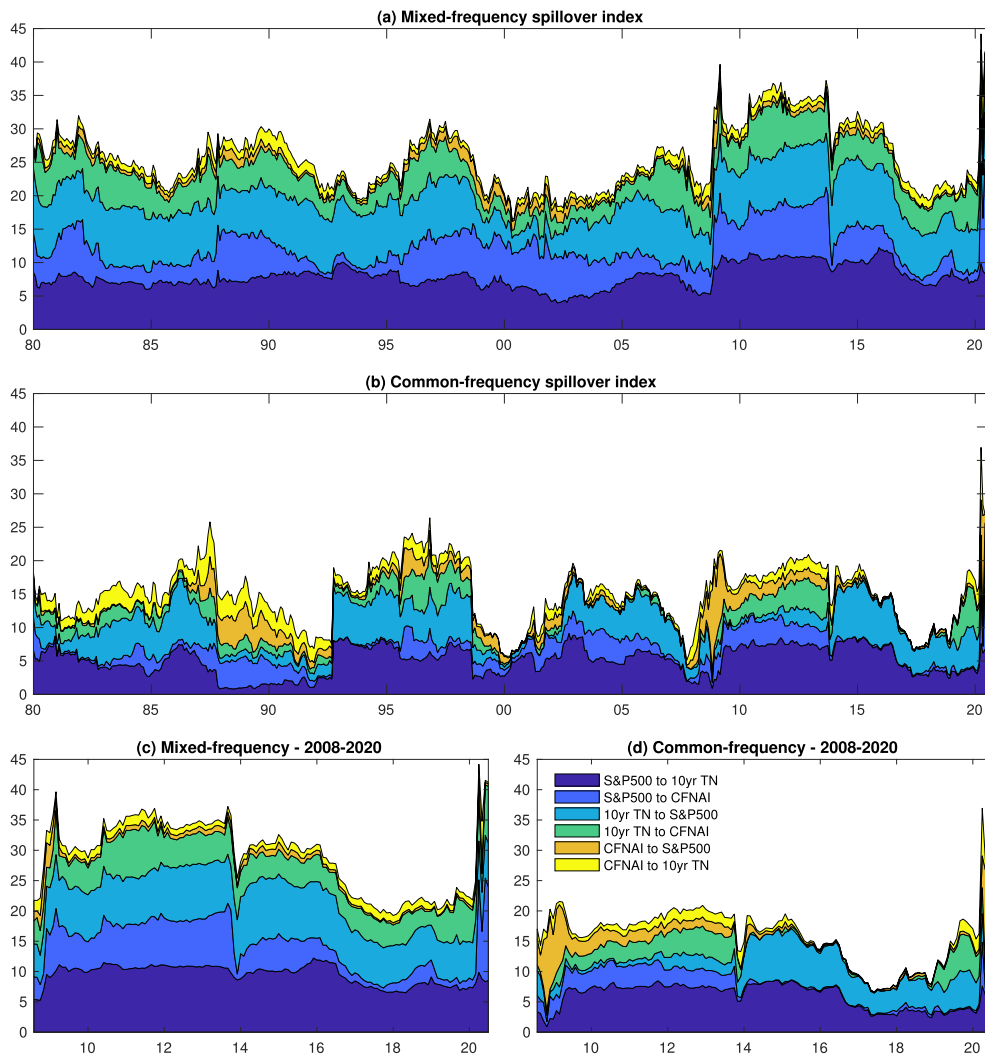 (a) Mixed-frequency spillover index
45
40
35
30
25
20
15
10
5
0
80 85 90 95 00 05 10 15 20
(b) Common-frequency spillover index
45
40
35
30
25
20
15
10
5
0
80 85 90 95 00 05 10 15 20
(c) Mixed-frequency - 2008-2020
45
40
35
30
25
20
15
10
5
0
10 12 14 16 18 20
(d) Common-frequency - 2008-2020
45
40
35
30
25
20
15
10
5
0
S&P500 to 10yr TN
S&P500 to CFNAI
10yr TN to S&P500
10yr TN to CFNAI
CFNAI to S&P500
CFNAI to 10yr TN
10 12 14 16 18 20